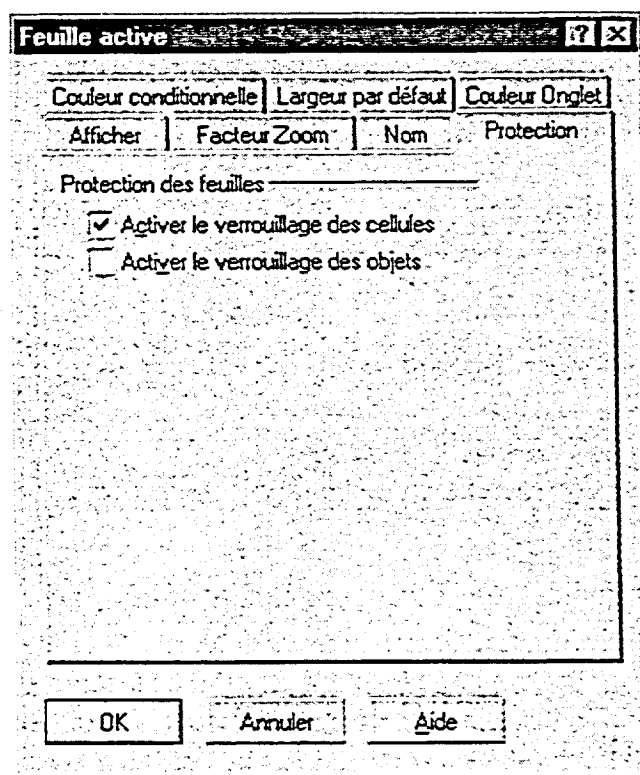 Feuille active
Couleur conditionnelle Largeur par défaut Couleur Onglet
Afficher Facteur Zoom Nom Protection
Protection des feuilles
Activer le verrouillage des cellules
Activer le verrouillage des objets
OK Annuler Aide